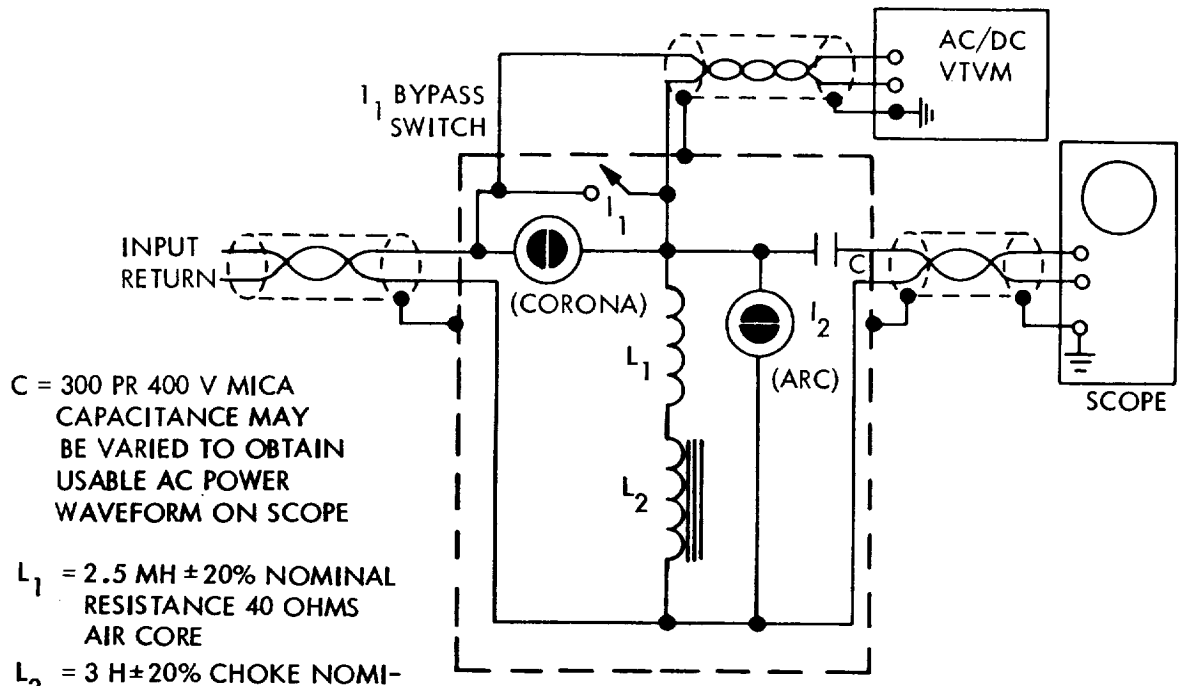 AC/DC
VTVM
I1 BYPASS
SWITCH
I1
INPUT
RETURN
(CORONA)
C
I2
L1
(ARC)
SCOPE
L2
C = 300 PR 400 V MICA
CAPACITANCE MAY
BE VARIED TO OBTAIN
USABLE AC POWER
WAVEFORM ON SCOPE
L1 = 2.5 MH ± 20% NOMINAL
RESISTANCE 40 OHMS
AIR CORE
L2 = 3 H ± 20% CHOKE NOMI-